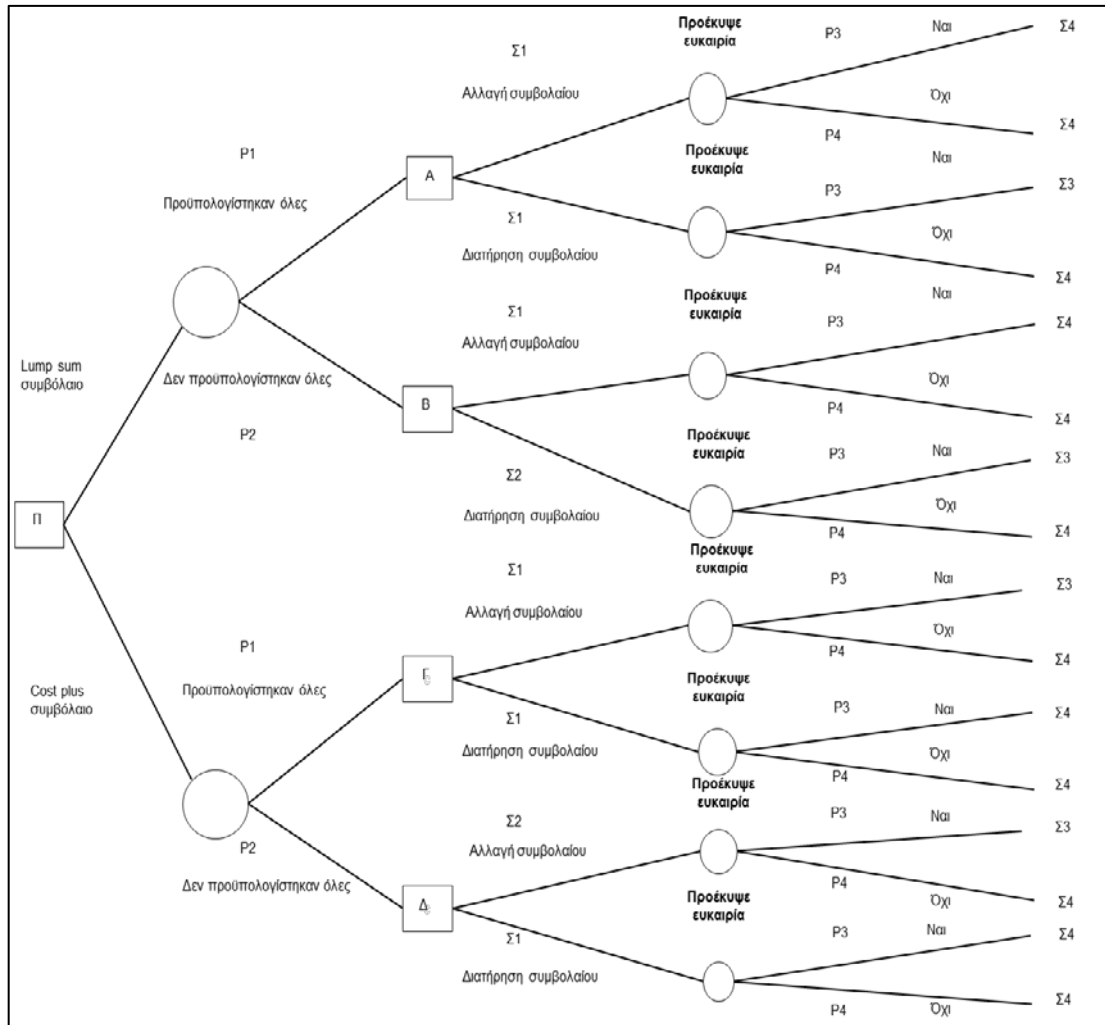 Προέκυψε
ευκαιρία
P3
Ναι
Σ4
Σ1
Αλλαγή συμβολαίου
Όχι
P4
Σ4
Προέκυψε
ευκαιρία
P3
Ναι
Σ3
P1
Προϋπολογίστηκαν όλες
A
Σ1
Διατήρηση συμβολαίου
Όχι
P4
Σ4
Προέκυψε
ευκαιρία
P3
Ναι
Σ4
Σ1
Αλλαγή συμβολαίου
Όχι
P4
Σ4
Lump sum
συμβόλαιο
Δεν προϋπολογίστηκαν όλες
P2
B
Προέκυψε
ευκαιρία
P3
Ναι
Σ3
Σ2
Διατήρηση συμβολαίου
Όχι
P4
Σ4
Π
Προέκυψε
ευκαιρία
P3
Ναι
Σ3
Σ1
Αλλαγή συμβολαίου
Όχι
P4
Σ4
P1
Προϋπολογίστηκαν όλες
Γ
Cost plus
συμβόλαιο
Προέκυψε
ευκαιρία
P3
Ναι
Σ4
Σ1
Διατήρηση συμβολαίου
Όχι
P4
Σ4
Προέκυψε
ευκαιρία
P3
Ναι
Σ3
Σ2
Αλλαγή συμβολαίου
P4
Όχι
Σ4
P2
Δεν προϋπολογίστηκαν όλες
Δ
Προέκυψε
ευκαιρία
P3
Ναι
Σ4
Σ1
Διατήρηση συμβολαίου
P4
Όχι
Σ4